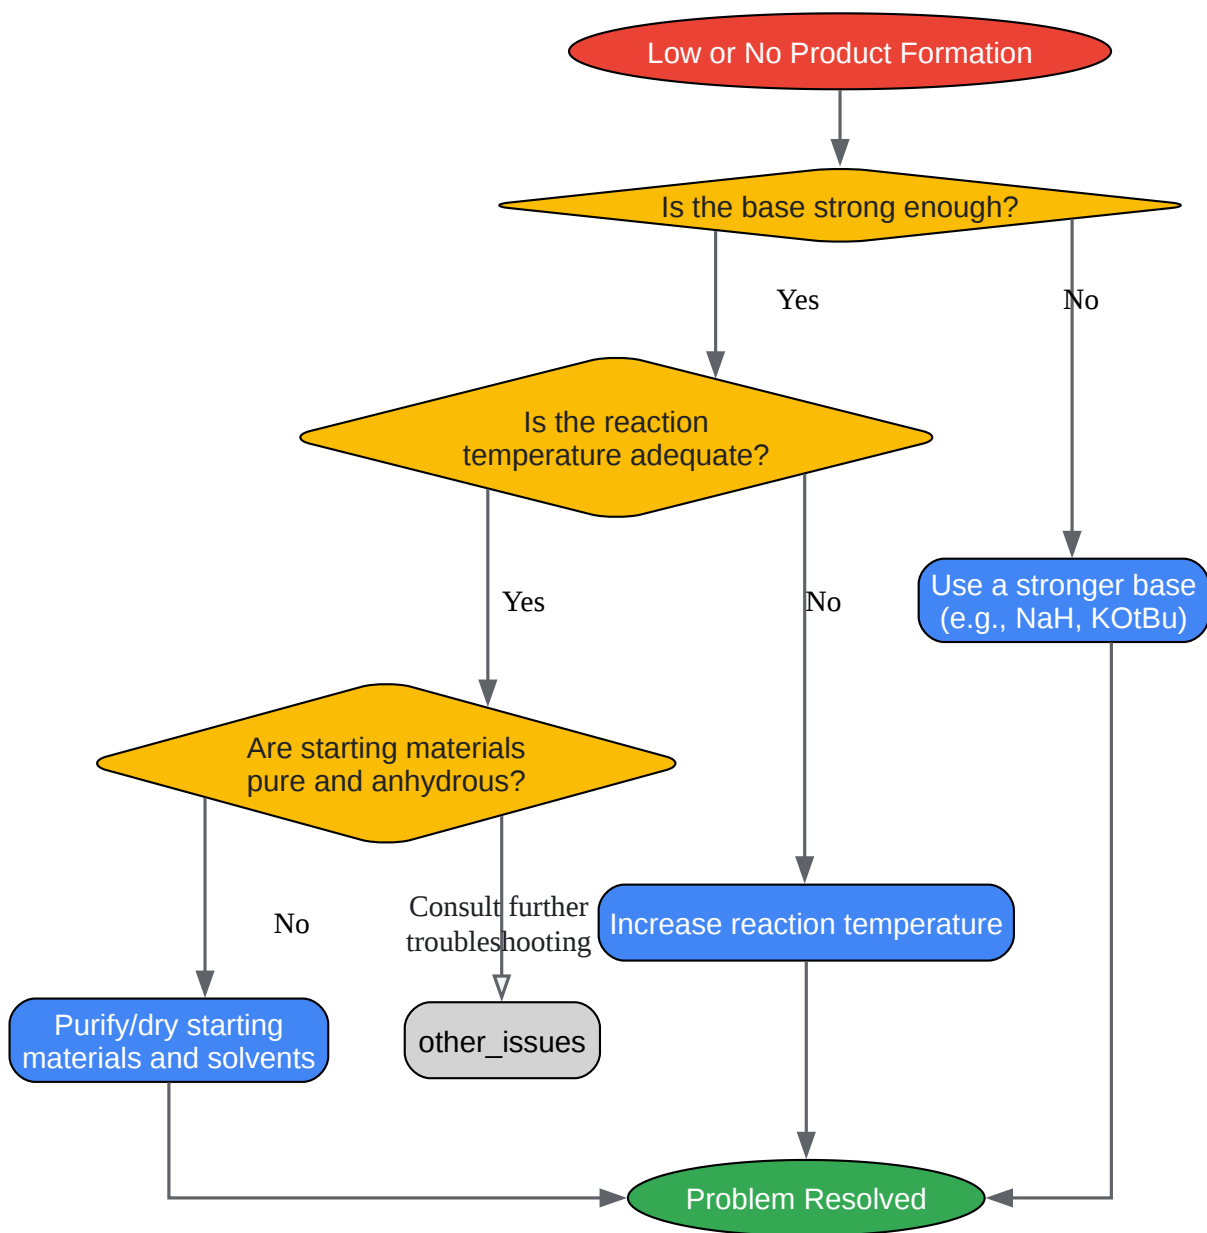 Low or No Product Formation
Is the base strong enough?
Yes
No
Is the reaction
temperature adequate?
Use a stronger base
(e.g., NaH, KOtBu)
Yes
No
Are starting materials
pure and anhydrous?
Consult further
troubleshooting
No
Increase reaction temperature
Purify/dry starting
materials and solvents
other_issues
Problem Resolved